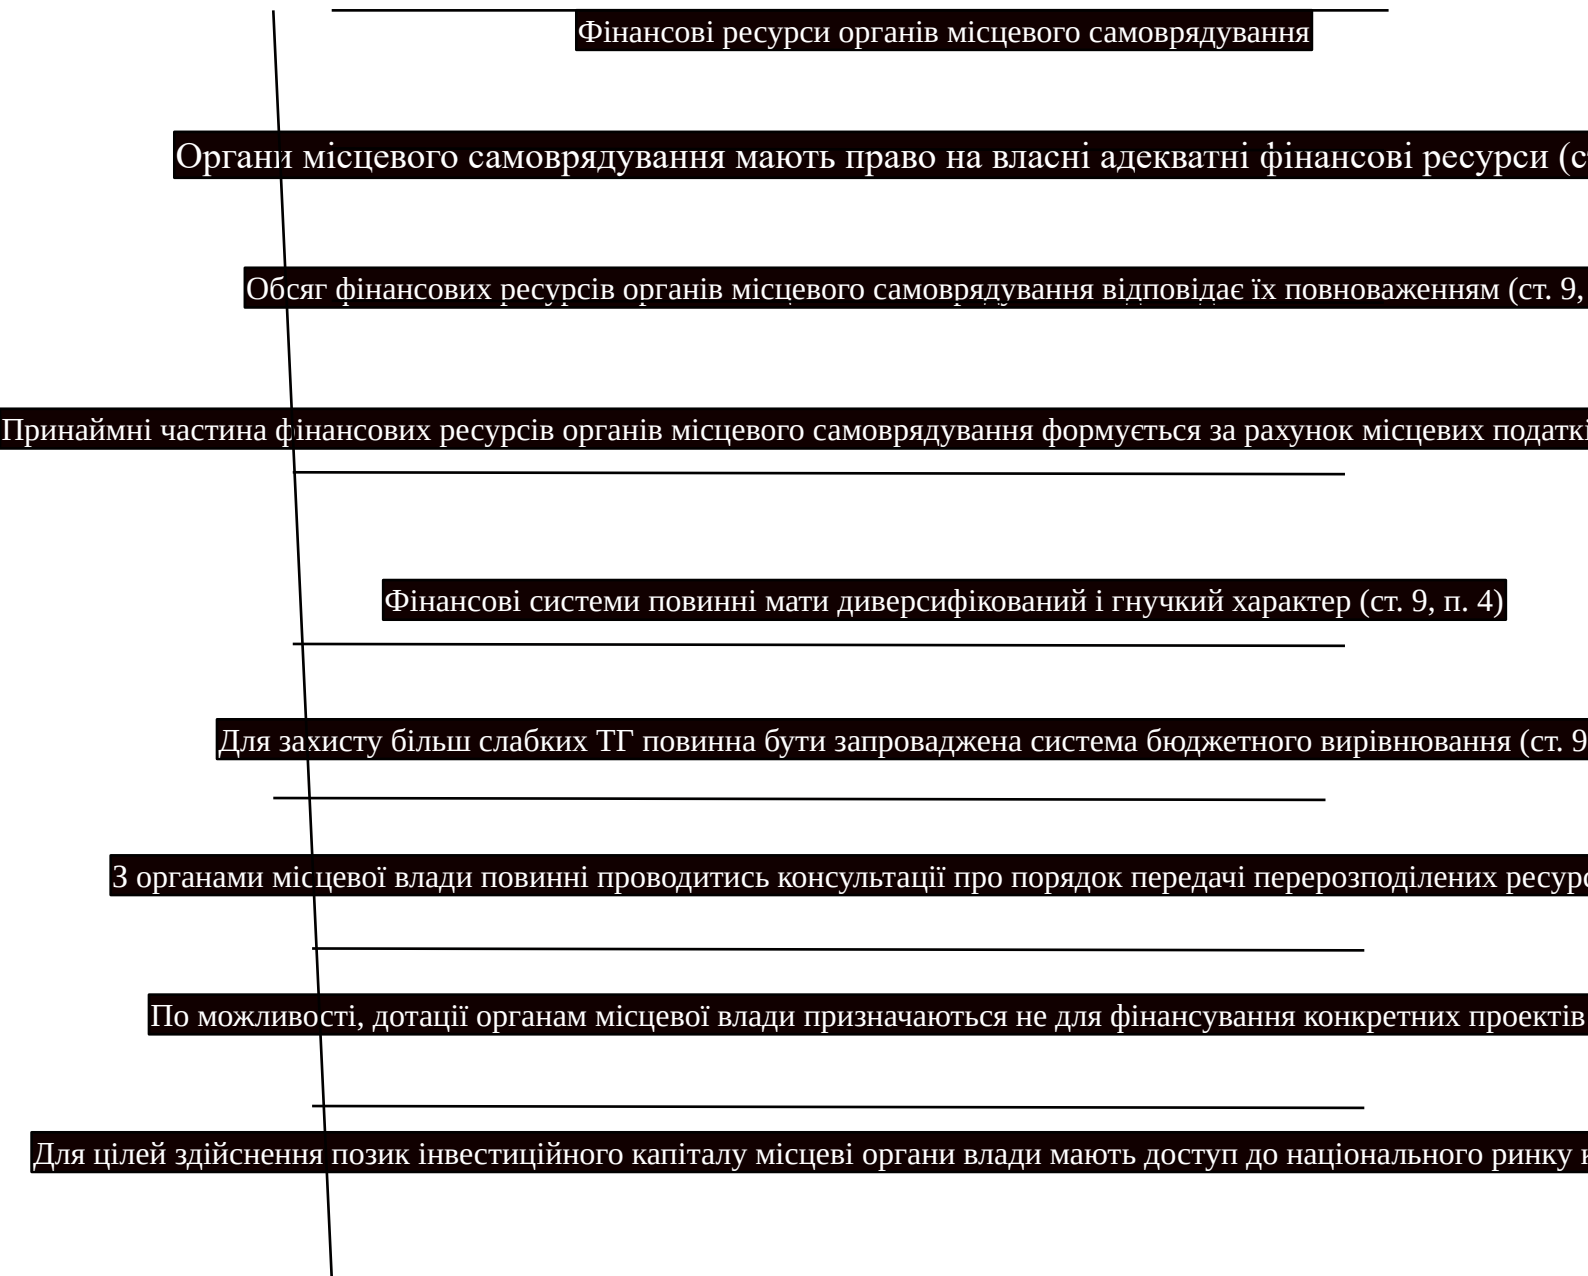 Фінансові ресурси органів місцевого самоврядування
Органи місцевого самоврядування мають право на власні адекватні фінансові ресурси (с
Обсяг фінансових ресурсів органів місцевого самоврядування відповідає їх повноваженням (ст. 9,
Принаймні частина фінансових ресурсів органів місцевого самоврядування формується за рахунок місцевих податкі
Фінансові системи повинні мати диверсифікований і гнучкий характер (ст. 9, п. 4)
Для захисту більш слабких ТГ повинна бути запроваджена система бюджетного вирівнювання (ст. 9
З органами місцевої влади повинні проводитись консультації про порядок передачі перерозподілених ресурс
По можливості, дотації органам місцевої влади призначаються не для фінансування конкретних проектів
Для цілей здійснення позик інвестиційного капіталу місцеві органи влади мають доступ до національного ринку к